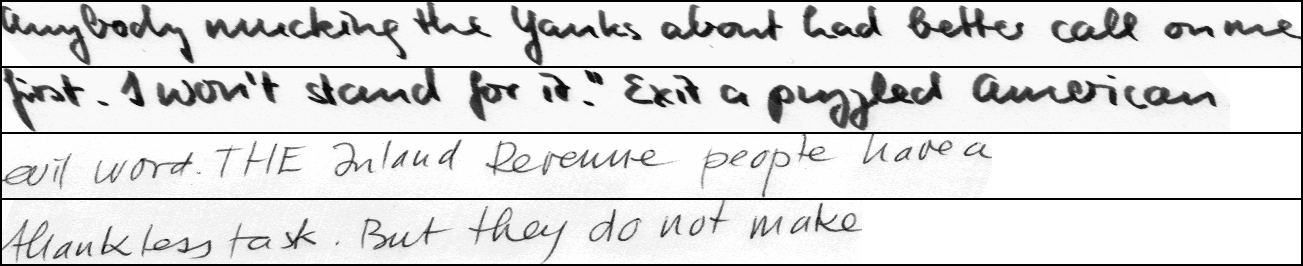 Anybody mucking the Yanks about had better call on me
first. I won't stand for it." Exit a puzzled American
evil word. THE Inland Revenue people have a
thankless task. But they do not make